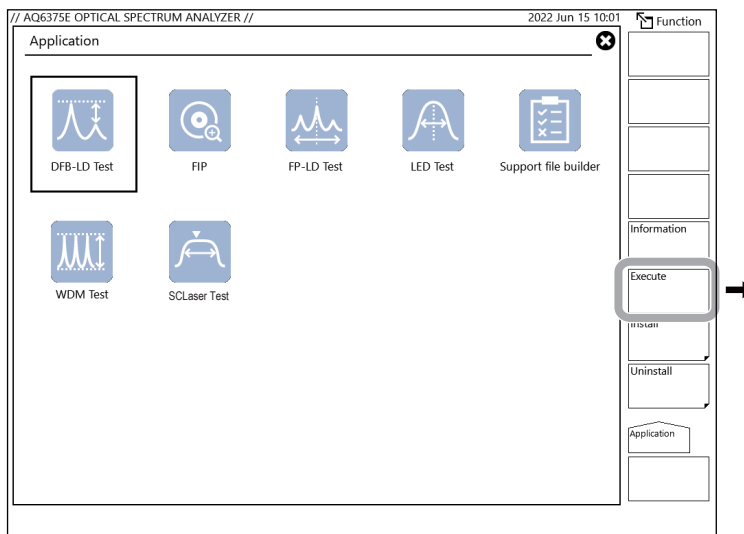 // AQ6375E OPTICAL SPECTRUM ANALYZER // 2022 Jun 15 10:01
Function
Application
DFB-LD Test FIP FP-LD Test LED Test Support file builder
WDM Test SCLaser Test
Information
Execute
Install
Uninstall
Application